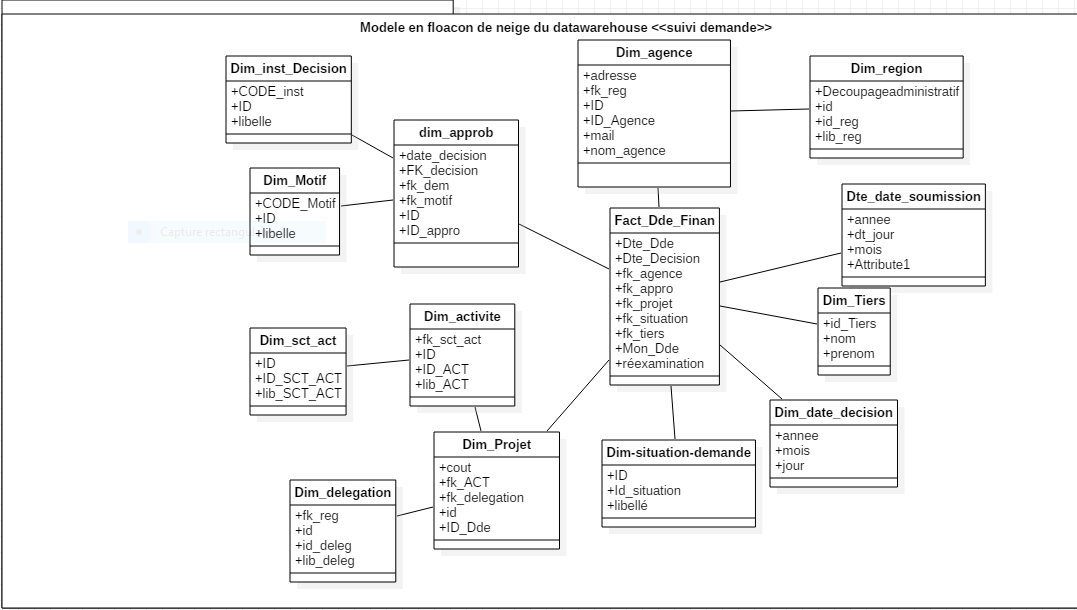 Modele en floacon de neige du datawarehouse <<suivi demande>>
Dim_inst_Decision
+CODE_inst
+ID
+libelle
dim_approb
+date_decision
+FK_decision
+fk_dem
+fk_motif
+ID
+ID_appro
Dim_agence
+adresse
+fk_reg
+ID
+ID_Agence
+mail
+nom_agence
Dim_region
+Decoupageadministratif
+id
+id_reg
+lib_reg
Dim_Motif
+CODE_Motif
+ID
+libelle
Capture rectangu
Fact_Dde_Finan
+Dte_Dde
+Dte_Decision
+fk_agence
+fk_appro
+fk_projet
+fk_situation
+fk_tiers
+Mon_Dde
+réexamination
Dte_date_soumission
+annee
+dt_jour
+mois
+Attribute1
Dim_Tiers
+id_Tiers
+nom
+prenom
Dim_sct_act
+ID
+ID_SCT_ACT
+lib_SCT_ACT
Dim_activite
+fk_sct_act
+ID
+ID_ACT
+lib_ACT
Dim_date_decision
+annee
+mois
+jour
Dim_Projet
+cout
+fk_ACT
+fk_delegation
+id
+ID_Dde
Dim-situation-demande
+ID
+Id_situation
+libellé
Dim_delegation
+fk_reg
+id
+id_deleg
+lib_deleg